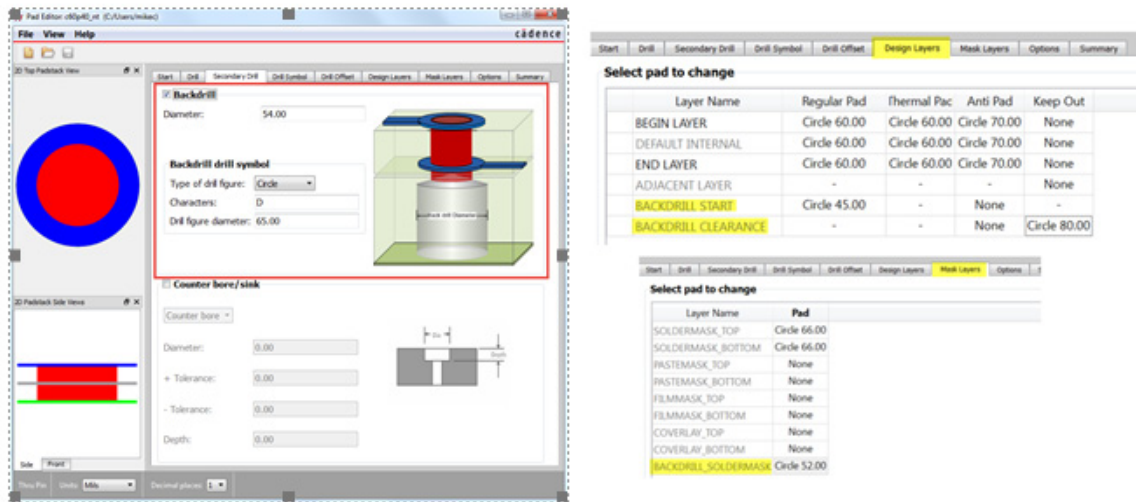 Pad Editor: c60p40_nt (C:/Users/mikec)
File View Help
cādence
2D Top Padstack View
Start Drill Secondary Drill Drill Symbol Drill Offset Design Layers Mask Layers Options Summary
Backdrill
Diameter: 54.00
Backdrill drill symbol
Type of drill figure: Circle
Characters: D
Drill figure diameter: 65.00
Back drill Diameter
Counter bore/sink
2D Padstack Side Views
Counter bore
Diameter: 0.00
+ Tolerance: 0.00
- Tolerance: 0.00
Depth: 0.00
Dia
Depth
Side Front
Thru Pin Units: Mils Decimal places: 1
Start Drill Secondary Drill Drill Symbol Drill Offset Design Layers Mask Layers Options Summary
Select pad to change
Layer Name Regular Pad Thermal Pac Anti Pad Keep Out
BEGIN LAYER Circle 60.00 Circle 60.00 Circle 70.00 None
DEFAULT INTERNAL Circle 60.00 Circle 60.00 Circle 70.00 None
END LAYER Circle 60.00 Circle 60.00 Circle 70.00 None
ADJACENT LAYER - - - None
BACKDRILL START Circle 45.00 - None -
BACKDRILL CLEARANCE - - None Circle 80.00
Start Drill Secondary Drill Drill Symbol Drill Offset Design Layers Mask Layers Options
Select pad to change
Layer Name Pad
SOLDERMASK_TOP Circle 66.00
SOLDERMASK_BOTTOM Circle 66.00
PASTEMASK_TOP None
PASTEMASK_BOTTOM None
FILMMASK_TOP None
FILMMASK_BOTTOM None
COVERLAY_TOP None
COVERLAY_BOTTOM None
BACKDRILL_SOLDERMASK Circle 52.00